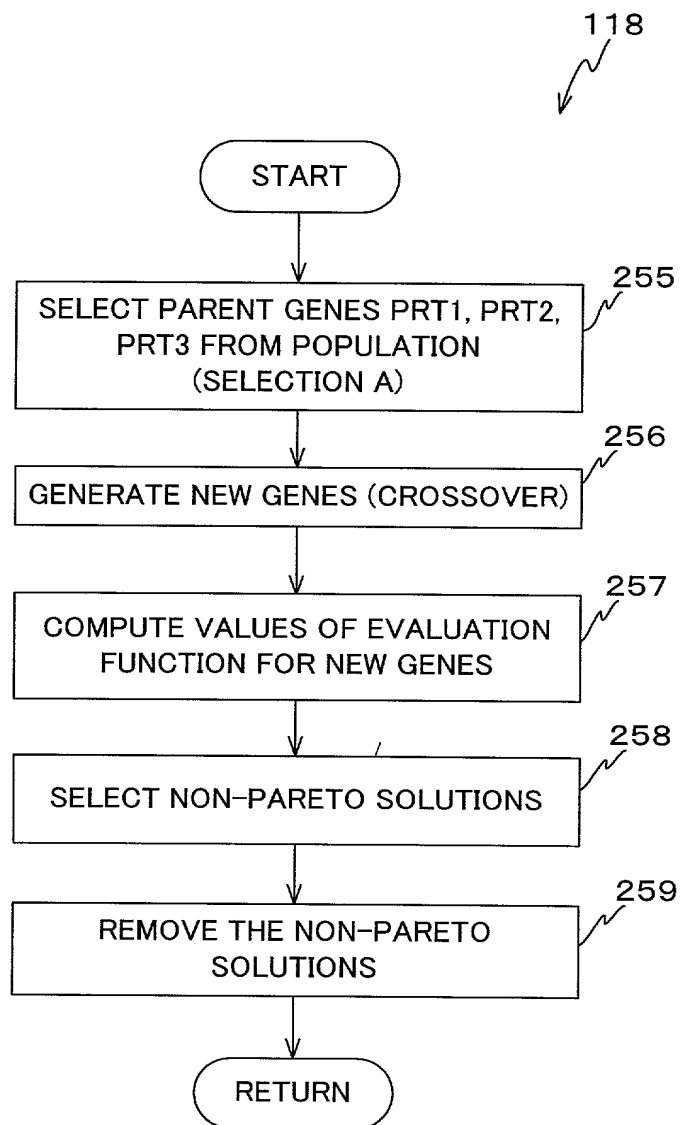 118
START
255
SELECT PARENT GENES PRT1, PRT2,
PRT3 FROM POPULATION
(SELECTION A)
256
GENERATE NEW GENES (CROSSOVER)
257
COMPUTE VALUES OF EVALUATION
FUNCTION FOR NEW GENES
258
SELECT NON-PARETO SOLUTIONS
259
REMOVE THE NON-PARETO
SOLUTIONS
RETURN